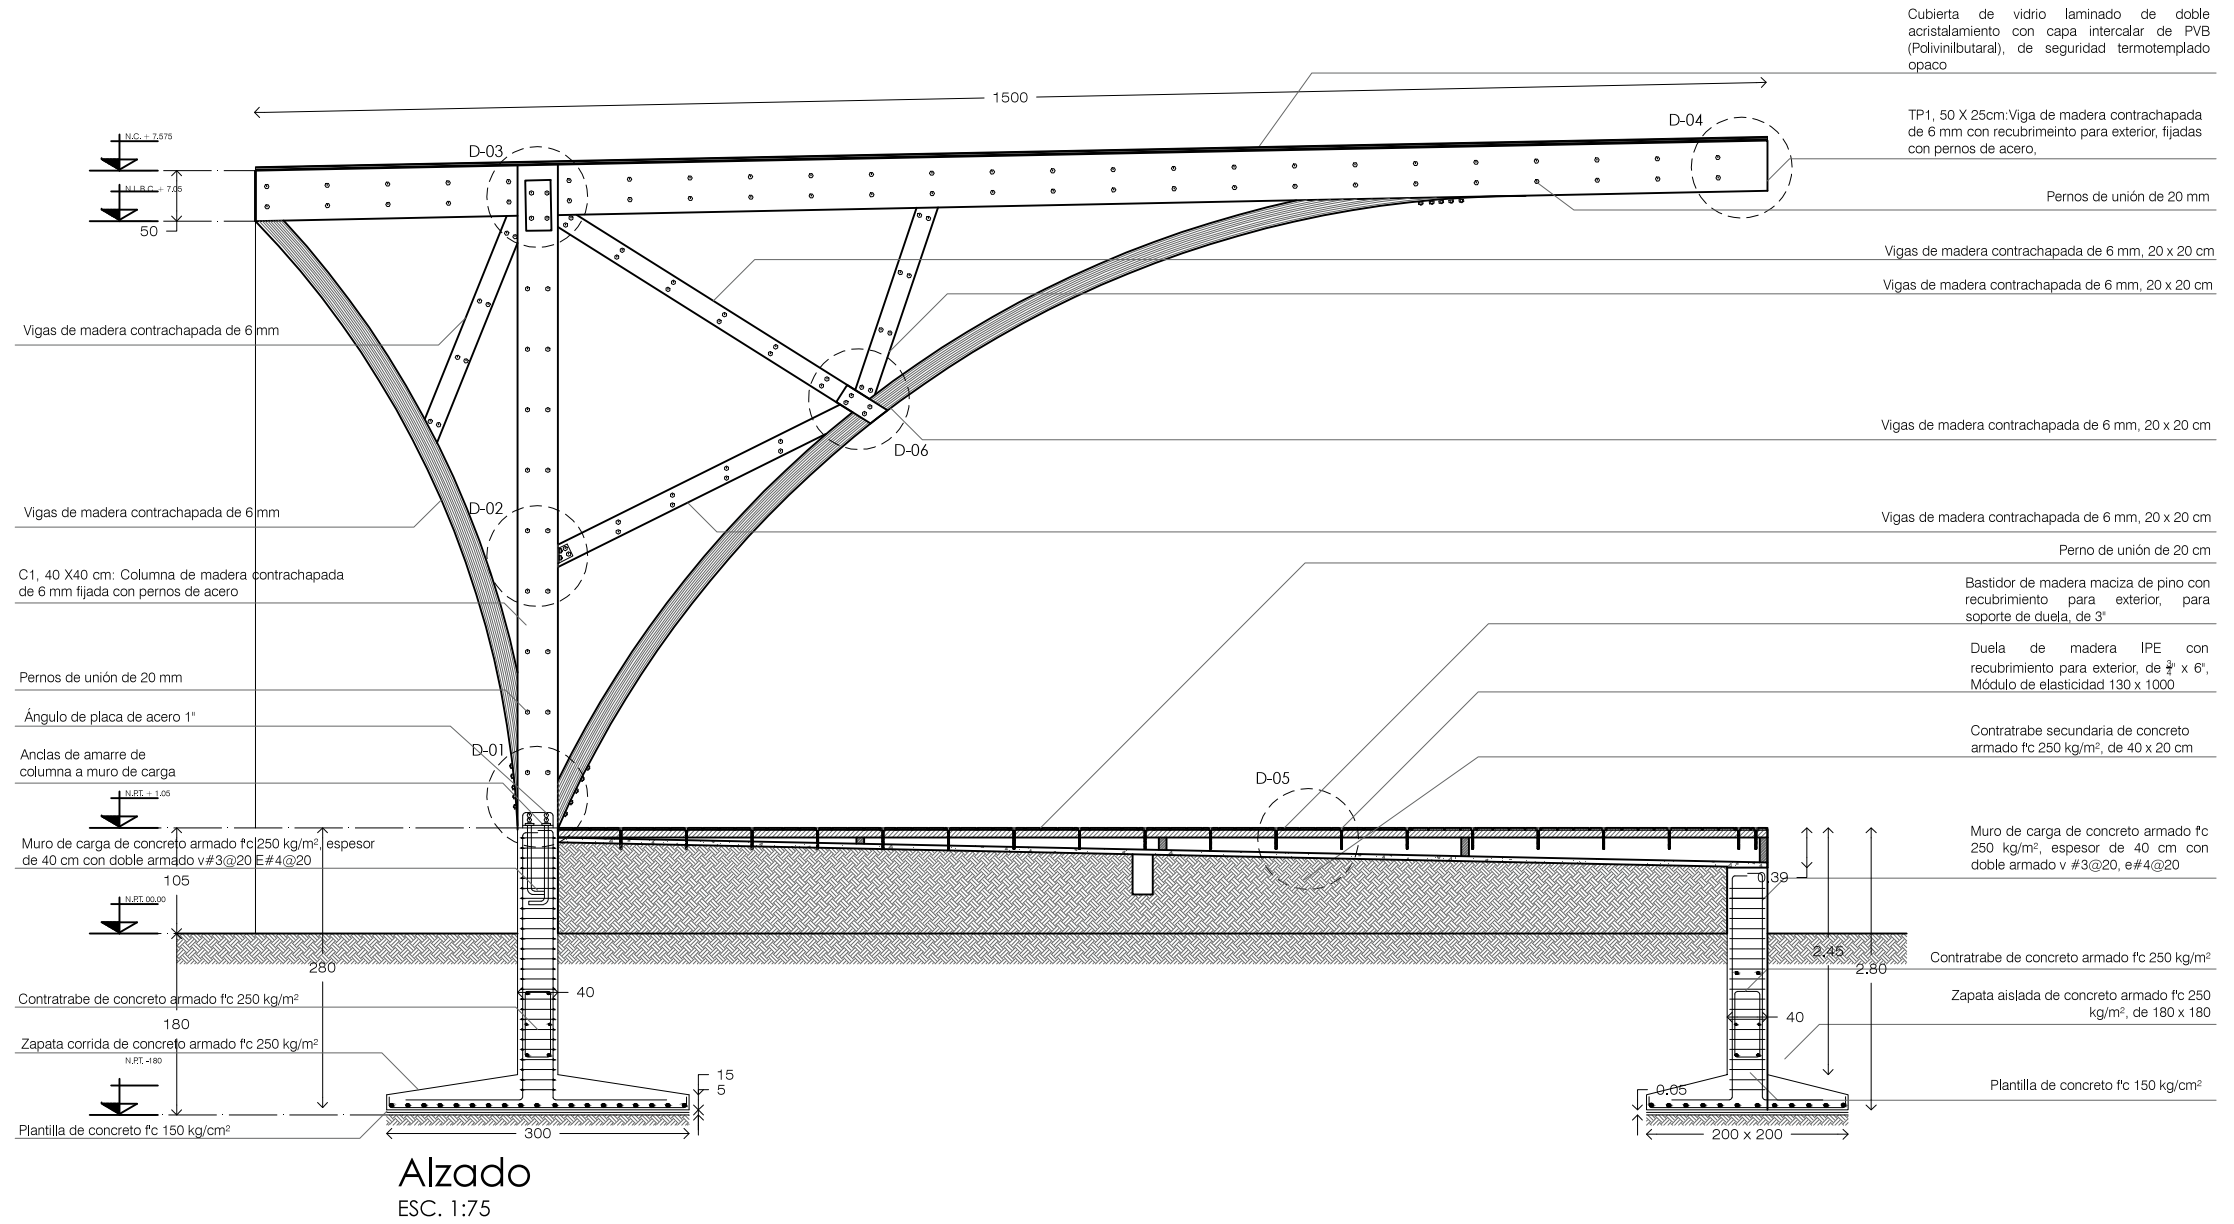 Cubierta de vidrio laminado de doble
acristalamiento con capa intercalar de PVB
(Polivinilbutaral), de seguridad termotemplado
opaco
1500
TP1, 50 X 25cm:Viga de madera contrachapada
de 6 mm con recubrimeinto para exterior, fijadas
con pernos de acero,
D-04
D-03
N.C. + 7.575
N.L.B.C. + 7.05
50
Pernos de unión de 20 mm
Vigas de madera contrachapada de 6 mm, 20 x 20 cm
Vigas de madera contrachapada de 6 mm, 20 x 20 cm
Vigas de madera contrachapada de 6 mm
Vigas de madera contrachapada de 6 mm, 20 x 20 cm
D-06
Vigas de madera contrachapada de 6 mm
D-02
Vigas de madera contrachapada de 6 mm, 20 x 20 cm
Perno de unión de 20 cm
C1, 40 X40 cm: Columna de madera contrachapada
de 6 mm fijada con pernos de acero
Bastidor de madera maciza de pino con
recubrimiento para exterior, para
soporte de duela, de 3"
Duela de madera IPE con
recubrimiento para exterior, de 3/4" x 6",
Módulo de elasticidad 130 x 1000
Pernos de unión de 20 mm
Ángulo de placa de acero 1"
Contratrabe secundaria de concreto
armado f'c 250 kg/m², de 40 x 20 cm
D-01
Anclas de amarre de
columna a muro de carga
D-05
N.P.T. + 1.05
Muro de carga de concreto armado f'c 250 kg/m², espesor
de 40 cm con doble armado v#3@20 E#4@20
105
Muro de carga de concreto armado f'c
250 kg/m², espesor de 40 cm con
doble armado v #3@20, e#4@20
0.39
N.P.T. 00.00
280
2.45
2.80
Contratrabe de concreto armado f'c 250 kg/m²
Contratrabe de concreto armado f'c 250 kg/m²
40
Zapata aislada de concreto armado f'c 250
kg/m², de 180 x 180
40
180
Zapata corrida de concreto armado f'c 250 kg/m²
N.P.T. -180
15
5
0.05
Plantilla de concreto f'c 150 kg/cm²
Plantilla de concreto f'c 150 kg/cm²
300
200 x 200
Alzado
ESC. 1:75